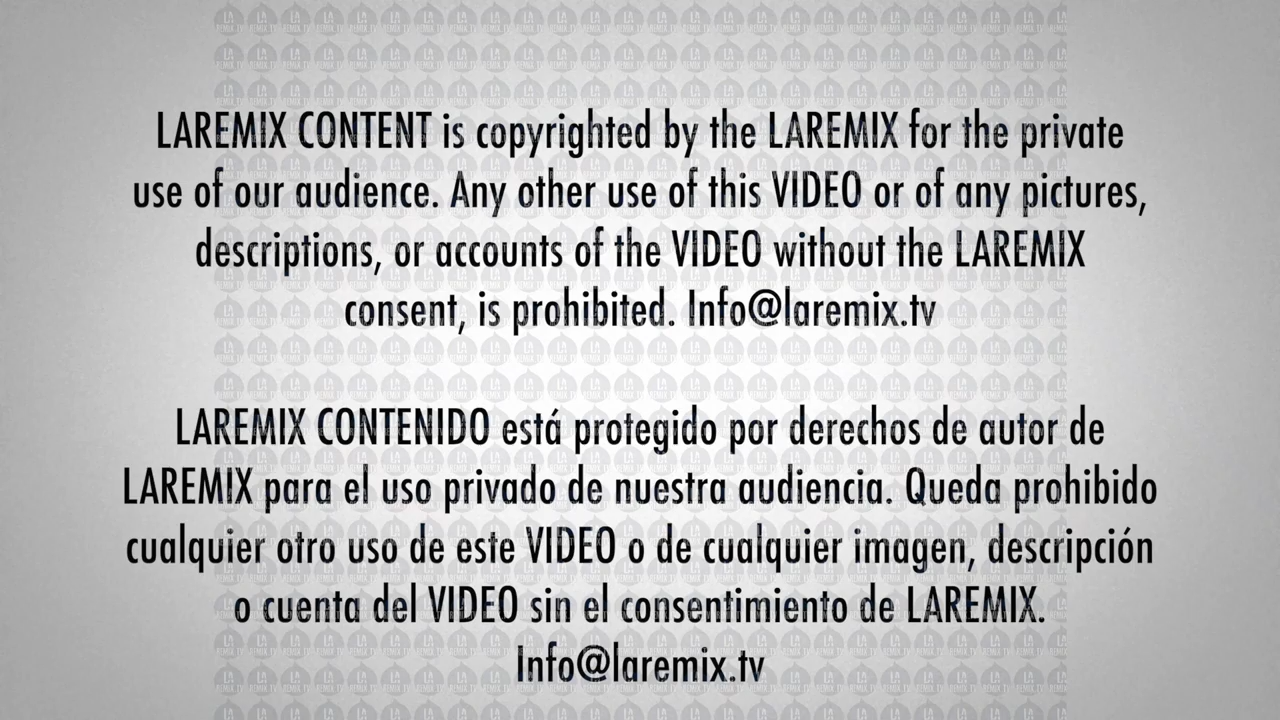 LAREMIX CONTENT is copyrighted by the LAREMIX for the private
use of our audience. Any other use of this VIDEO or of any pictures,
descriptions, or accounts of the VIDEO without the LAREMIX
consent, is prohibited. Info@laremix.tv
LAREMIX CONTENIDO está protegido por derechos de autor de
LAREMIX para el uso privado de nuestra audiencia. Queda prohibido
cualquier otro uso de este VIDEO o de cualquier imagen, descripción
o cuenta del VIDEO sin el consentimiento de LAREMIX.
Info@laremix.tv